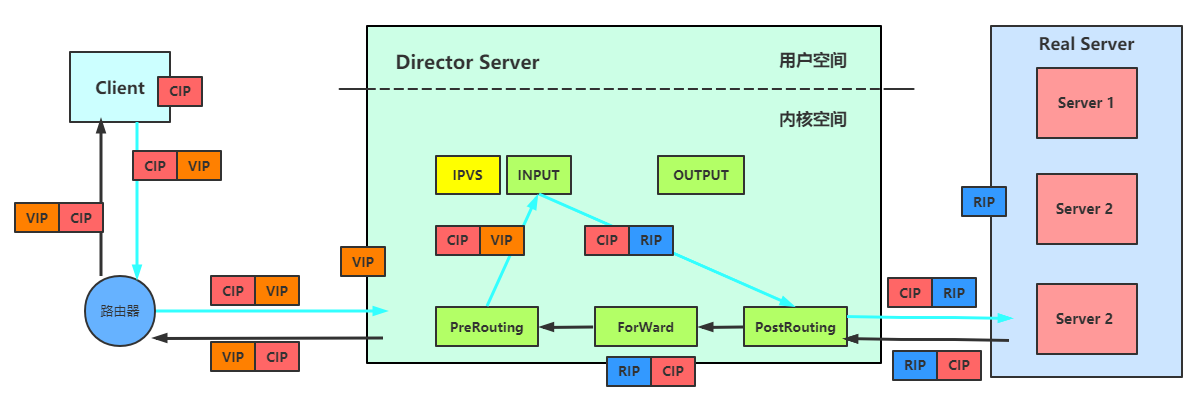 Director Server
用户空间
内核空间
Client
CIP
CIP VIP
VIP CIP
路由器
CIP VIP
VIP CIP
VIP
IPVS
INPUT
OUTPUT
CIP VIP
CIP RIP
PreRouting
ForWard
PostRouting
RIP CIP
CIP RIP
RIP CIP
RIP
Real Server
Server 1
Server 2
Server 2